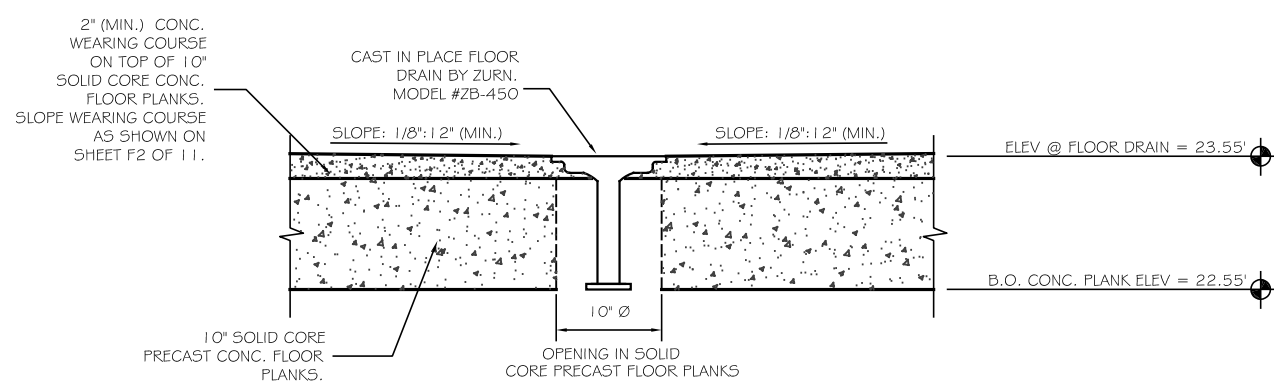 2" (MIN.) CONC.
WEARING COURSE
ON TOP OF 10"
SOLID CORE CONC.
FLOOR PLANKS.
SLOPE WEARING COURSE
AS SHOWN ON
SHEET F2 OF 11.
CAST IN PLACE FLOOR
DRAIN BY ZURN.
MODEL #ZB-450
SLOPE: 1/8":12" (MIN.)
SLOPE: 1/8":12" (MIN.)
ELEV @ FLOOR DRAIN = 23.55'
B.O. CONC. PLANK ELEV = 22.55'
10" Ø
10" SOLID CORE
PRECAST CONC. FLOOR
PLANKS.
OPENING IN SOLID
CORE PRECAST FLOOR PLANKS